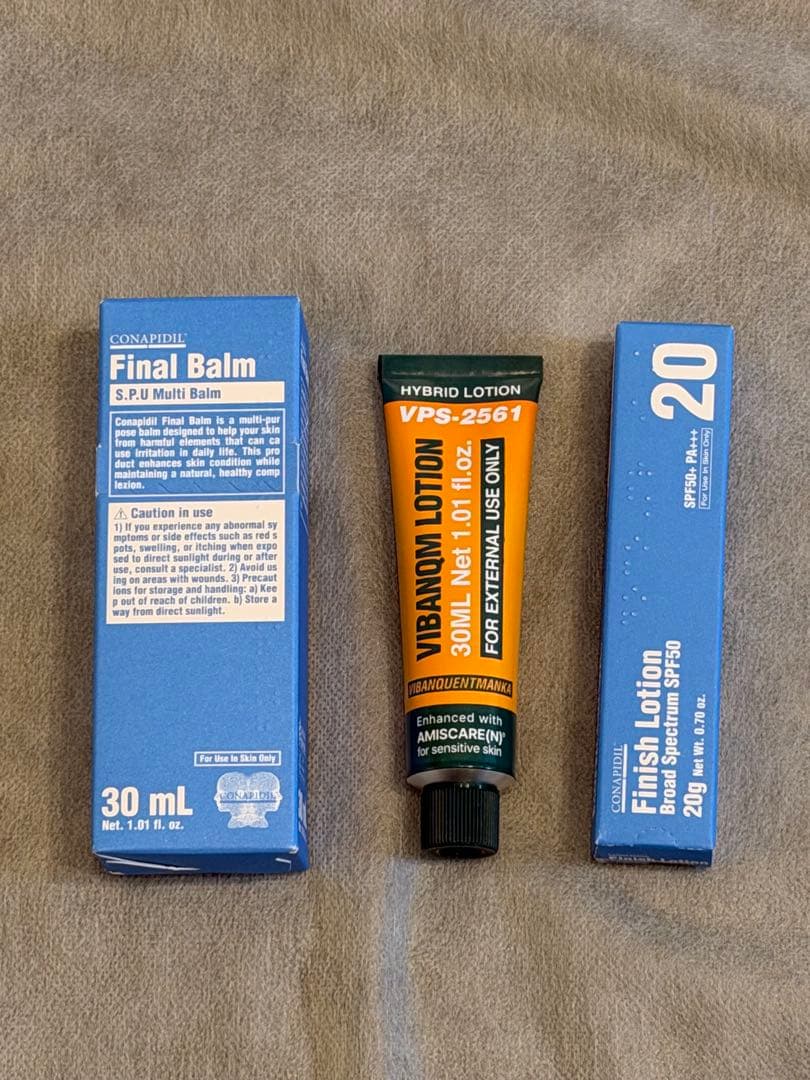 CONAPIDIL™
Final Balm
S.P.U Multi Balm
Conapidil Final Balm is a multi-pur
pose balm designed to help your skin
from harmful elements that can ca
use irritation in daily life. This pro
duct enhances skin condition while
maintaining a natural, healthy comp
lexion.
⚠ Caution in use
1) If you experience any abnormal sy
mptoms or side effects such as red s
pots, swelling, or itching when expo
sed to direct sunlight during or after
use, consult a specialist. 2) Avoid us
ing on areas with wounds. 3) Precaut
ions for storage and handling: a) Kee
p out of reach of children. b) Store a
way from direct sunlight.
For Use In Skin Only
30 mL
Net. 1.01 fl. oz.
CONAPIDIL
HYBRID LOTION
VPS-2561
VIBANQM LOTION
30ML Net 1.01 fl.oz.
FOR EXTERNAL USE ONLY
VIBANQUENTMANKA
Enhanced with
AMISCARE(N)®
for sensitive skin
20
SPF50+ PA+++
For Use In Skin Only
CONAPIDIL™
Finish Lotion
Broad Spectrum SPF50
20g Net Wt. 0.70 oz.
Finish Lotion